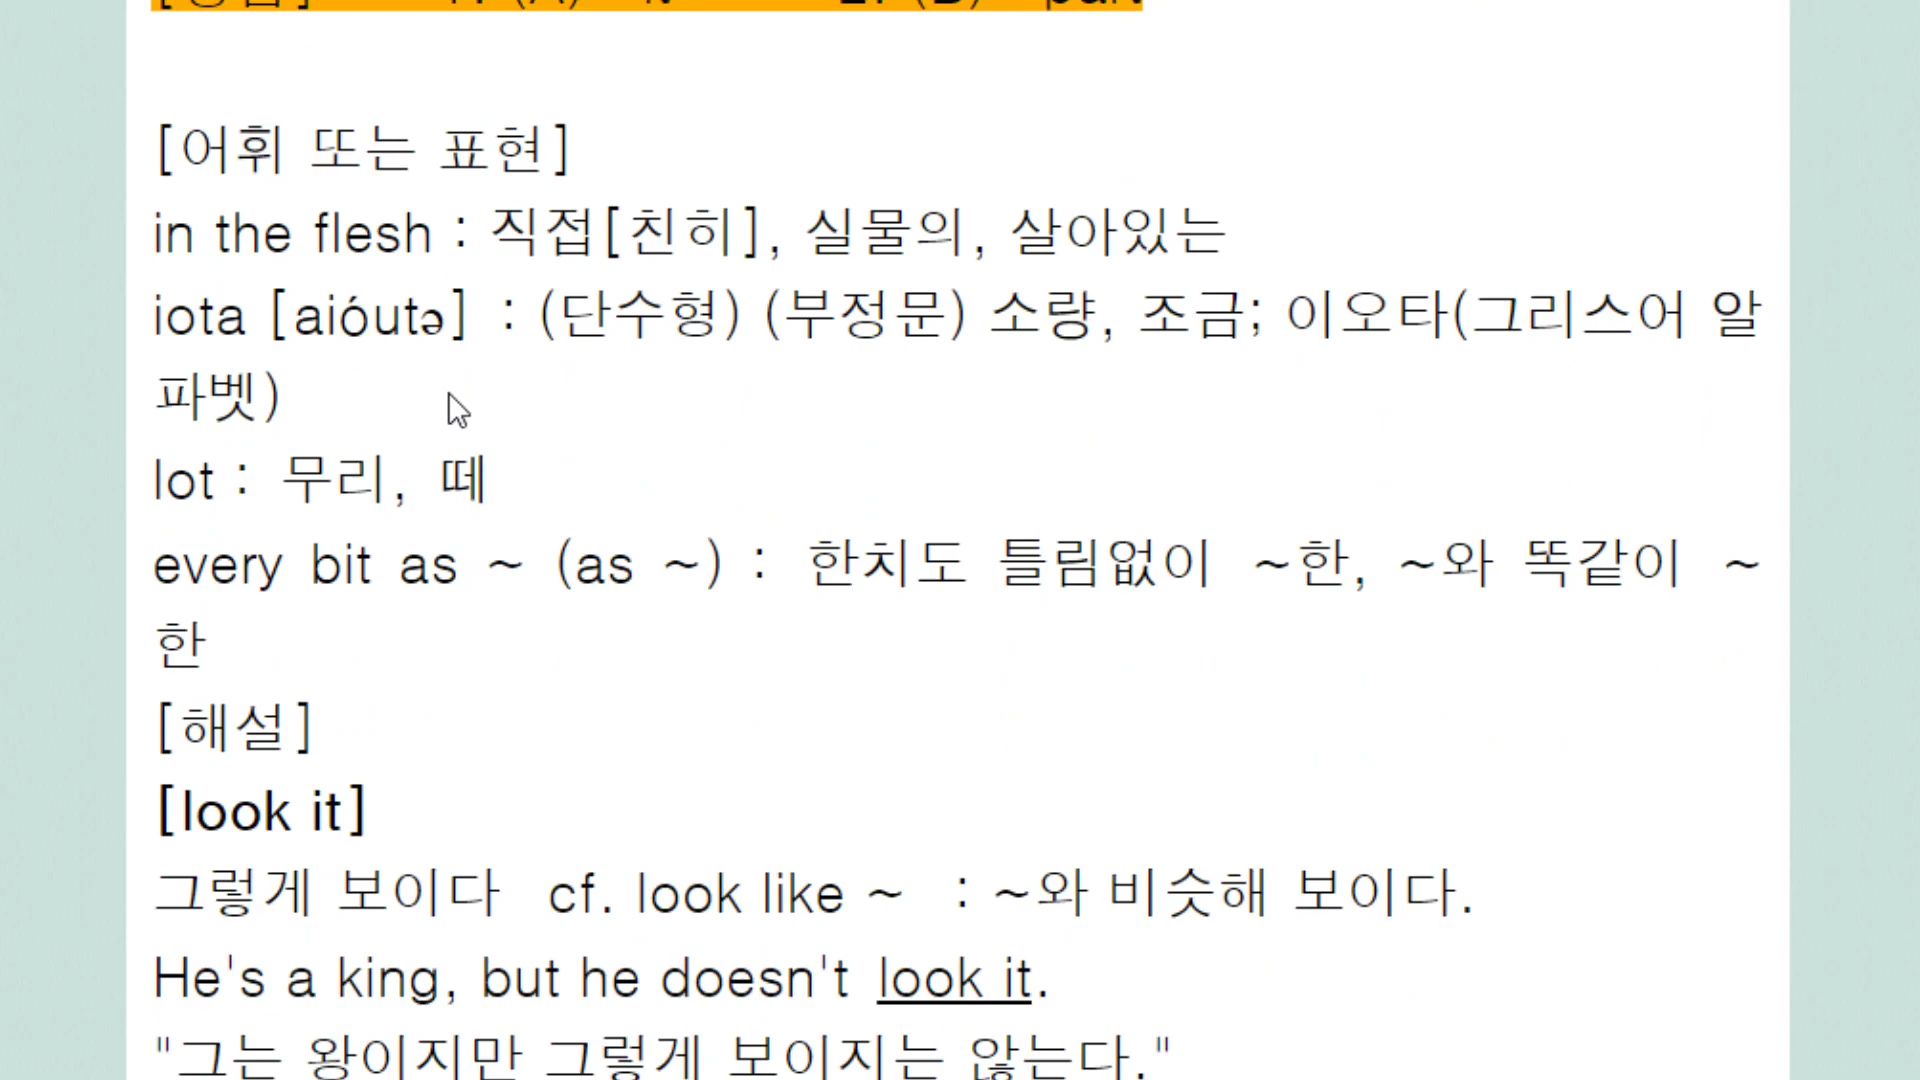 [어휘 또는 표현]
in the flesh : 직접[친히], 실물의, 살아있는
iota [aióutə] : (단수형) (부정문) 소량, 조금; 이오타(그리스어 알
파벳)
lot : 무리, 떼
every bit as ~ (as ~) : 한치도 틀림없이 ~한, ~와 똑같이 ~
한
[해설]
[look it]
그렇게 보이다 cf. look like ~ : ~와 비슷해 보이다.
He's a king, but he doesn't look it.
"그는 왕이지만 그렇게 보이지는 않는다."